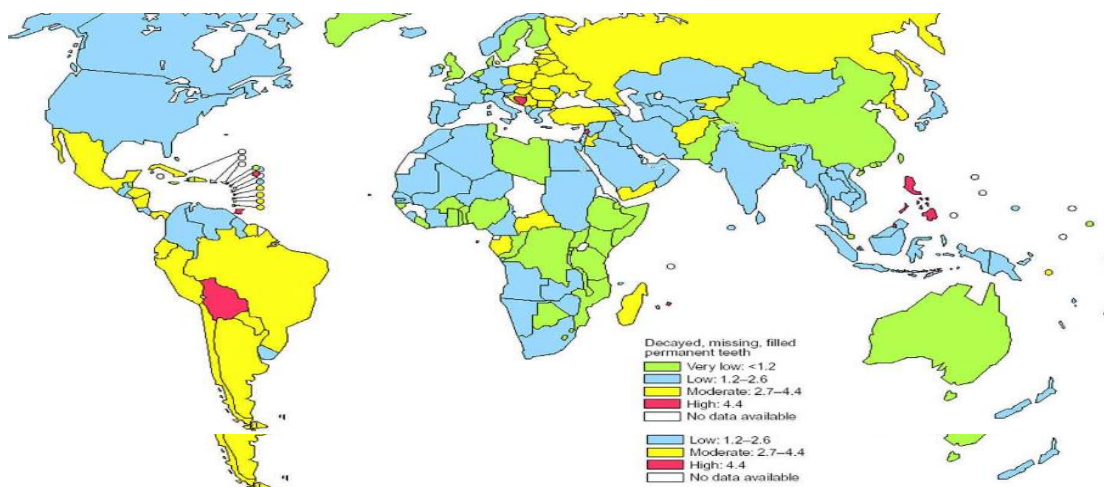 Decayed, missing, filled
permanent teeth
Very low: <1.2
Low: 1.2–2.6
Moderate: 2.7–4.4
High: 4.4
No data available
Low: 1.2–2.6
Moderate: 2.7–4.4
High: 4.4
No data available